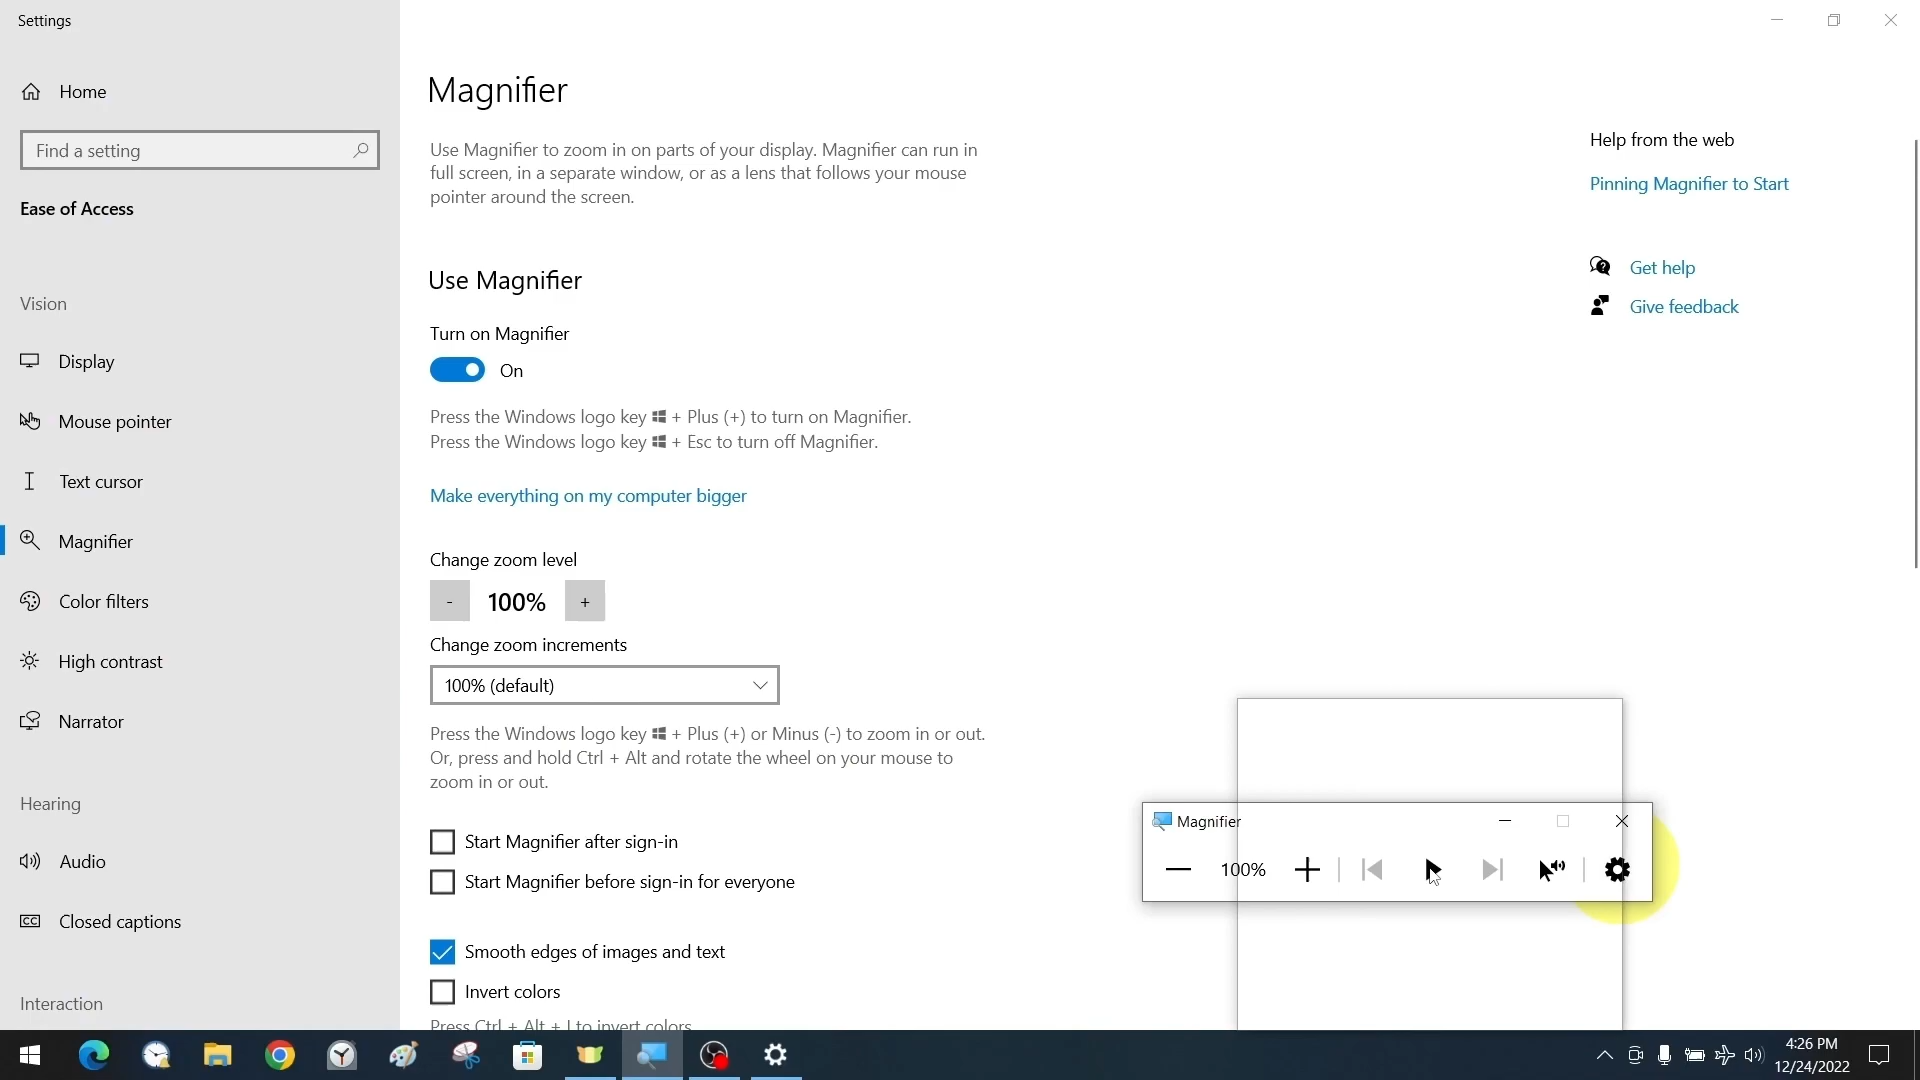 Settings
Home
Find a setting
Ease of Access
Vision
Display
Mouse pointer
Text cursor
Magnifier
Color filters
High contrast
Narrator
Hearing
Audio
Closed captions
Interaction
Magnifier
Use Magnifier to zoom in on parts of your display. Magnifier can run in
full screen, in a separate window, or as a lens that follows your mouse
pointer around the screen.
Use Magnifier
Turn on Magnifier
On
Press the Windows logo key + Plus (+) to turn on Magnifier.
Press the Windows logo key + Esc to turn off Magnifier.
Make everything on my computer bigger
Change zoom level
- 100% +
Change zoom increments
100% (default)
Press the Windows logo key + Plus (+) or Minus (-) to zoom in or out.
Or, press and hold Ctrl + Alt and rotate the wheel on your mouse to
zoom in or out.
Start Magnifier after sign-in
Start Magnifier before sign-in for everyone
Smooth edges of images and text
Invert colors
Press Ctrl + Alt + I to invert colors
Help from the web
Pinning Magnifier to Start
Get help
Give feedback
Magnifier
100%
4:26 PM
12/24/2022